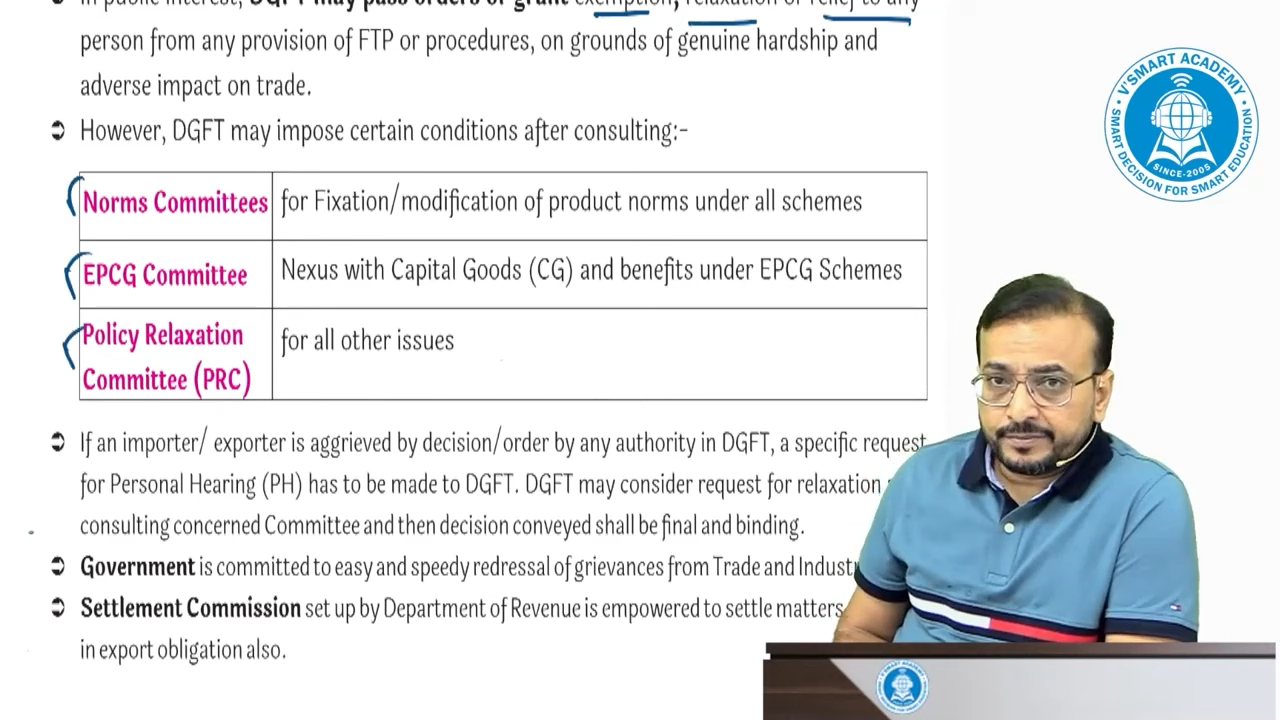 In public interest, DGFT may pass orders or grant exemption, relaxation or relief to any
person from any provision of FTP or procedures, on grounds of genuine hardship and
adverse impact on trade.
➲ However, DGFT may impose certain conditions after consulting:-
Norms Committees for Fixation/modification of product norms under all schemes
EPCG Committee Nexus with Capital Goods (CG) and benefits under EPCG Schemes
Policy Relaxation
Committee (PRC) for all other issues
➲ If an importer/ exporter is aggrieved by decision/order by any authority in DGFT, a specific request
for Personal Hearing (PH) has to be made to DGFT. DGFT may consider request for relaxation
consulting concerned Committee and then decision conveyed shall be final and binding.
➲ Government is committed to easy and speedy redressal of grievances from Trade and
➲ Settlement Commission set up by Department of Revenue is empowered to settle matters
in export obligation also.
V'SMART ACADEMY
SINCE-2005
SMART DECISION FOR SMART EDUCATION